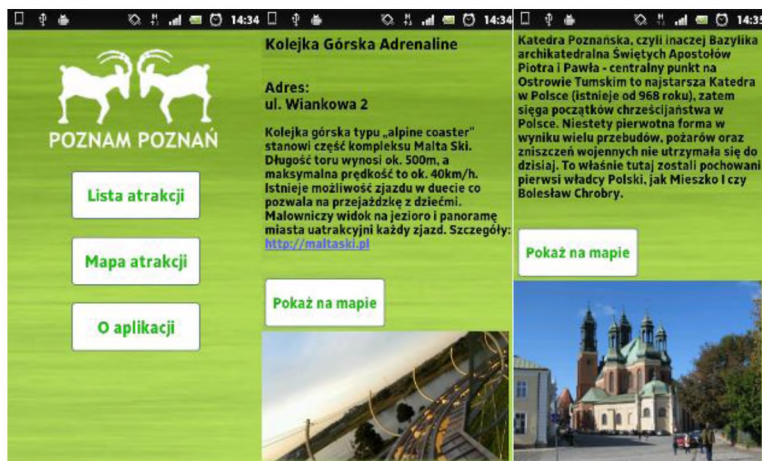 14:34
POZNAM POZNAŃ
Lista atrakcji
Mapa atrakcji
O aplikacji
14:34
Kolejka Górska Adrenaline
Adres:
ul. Wiankowa 2
Kolejka górska typu „alpine coaster”
stanowi część kompleksu Malta Ski.
Długość toru wynosi ok. 500m, a
maksymalna prędkość to ok. 40km/h.
Istnieje możliwość zjazdu w duecie co
pozwala na przejażdzkę z dziećmi.
Malowniczy widok na jezioro i panoramę
miasta uatrakcyjni każdy zjazd. Szczegóły:
http://maltaski.pl
Pokaż na mapie
14:35
Katedra Poznańska, czyli inaczej Bazylika
archikatedralna Świętych Apostołów
Piotra i Pawła - centralny punkt na
Ostrowie Tumskim to najstarsza Katedra
w Polsce (istnieje od 968 roku), zatem
sięga początków chrześcijaństwa w
Polsce. Niestety pierwotna forma w
wyniku wielu przebudów, pożarów oraz
zniszczeń wojennych nie utrzymała się do
dzisiaj. To właśnie tutaj zostali pochowani
pierwsi władcy Polski, jak Mieszko I czy
Bolesław Chrobry.
Pokaż na mapie